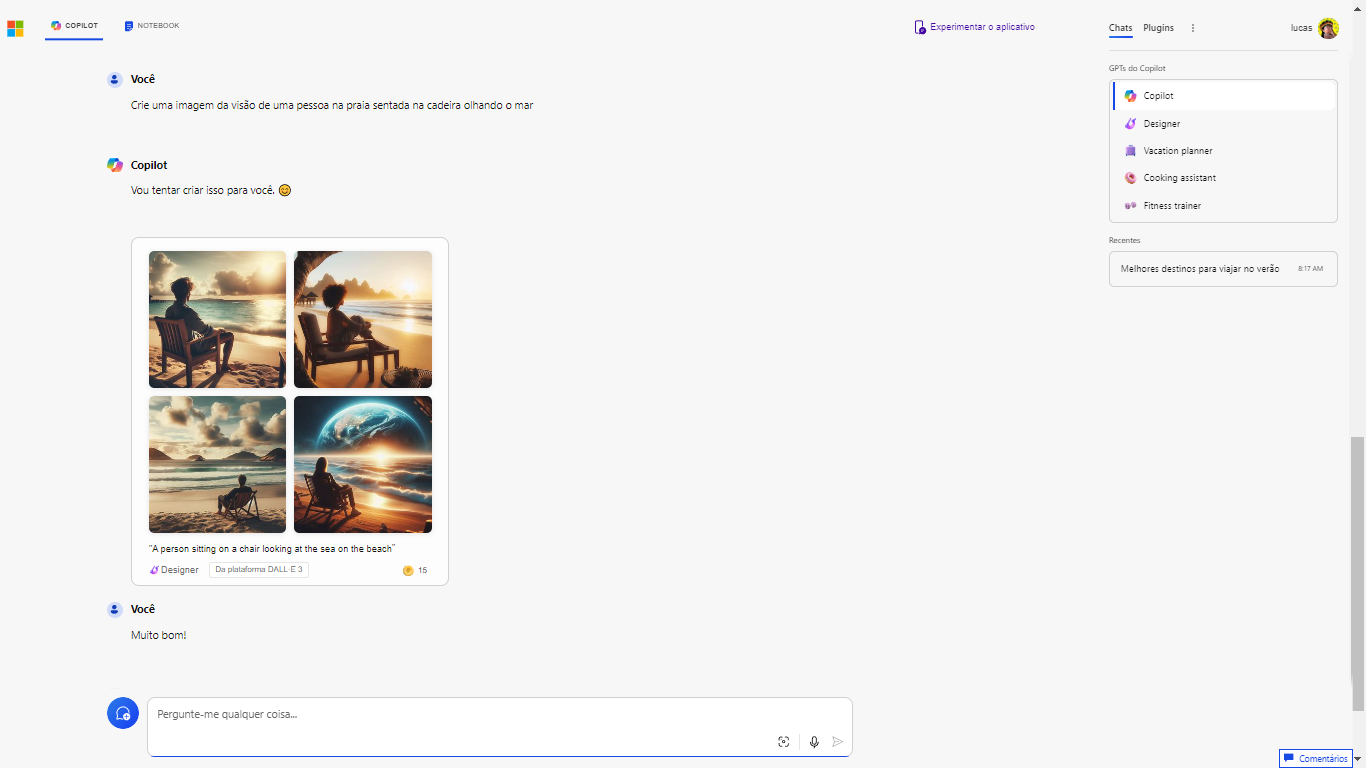 COPILOT
NOTEBOOK
Experimentar o aplicativo
Chats
Plugins
lucas
Você
Crie uma imagem da visão de uma pessoa na praia sentada na cadeira olhando o mar
Copilot
Vou tentar criar isso para você. 😊
"A person sitting on a chair looking at the sea on the beach"
Designer
Da plataforma DALL·E 3
15
Você
Muito bom!
Pergunte-me qualquer coisa...
GPTs do Copilot
Copilot
Designer
Vacation planner
Cooking assistant
Fitness trainer
Recentes
Melhores destinos para viajar no verão
8:17 AM
Comentários